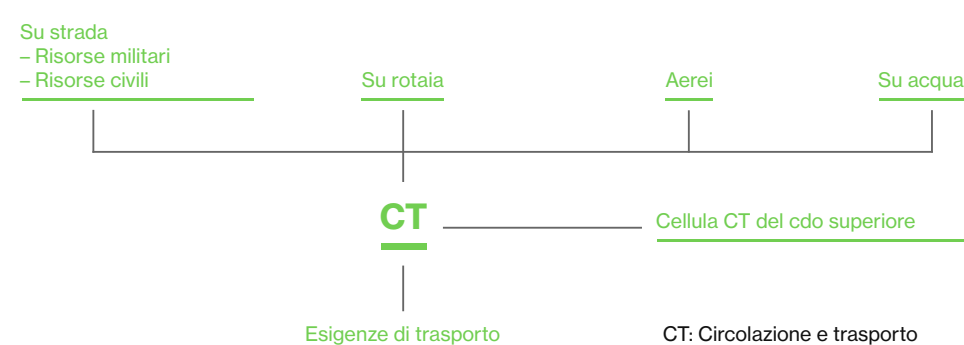 Su strada
– Risorse militari
– Risorse civili
Su rotaia
Aerei
Su acqua
CT
Cellula CT del cdo superiore
Esigenze di trasporto
CT: Circolazione e trasporto